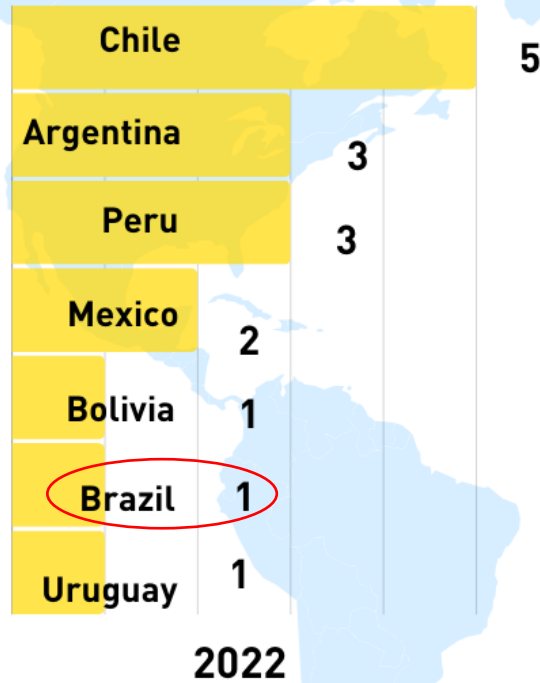 Chile 5
Argentina 3
Peru 3
Mexico 2
Bolivia 1
Brazil 1
Uruguay 1
2022